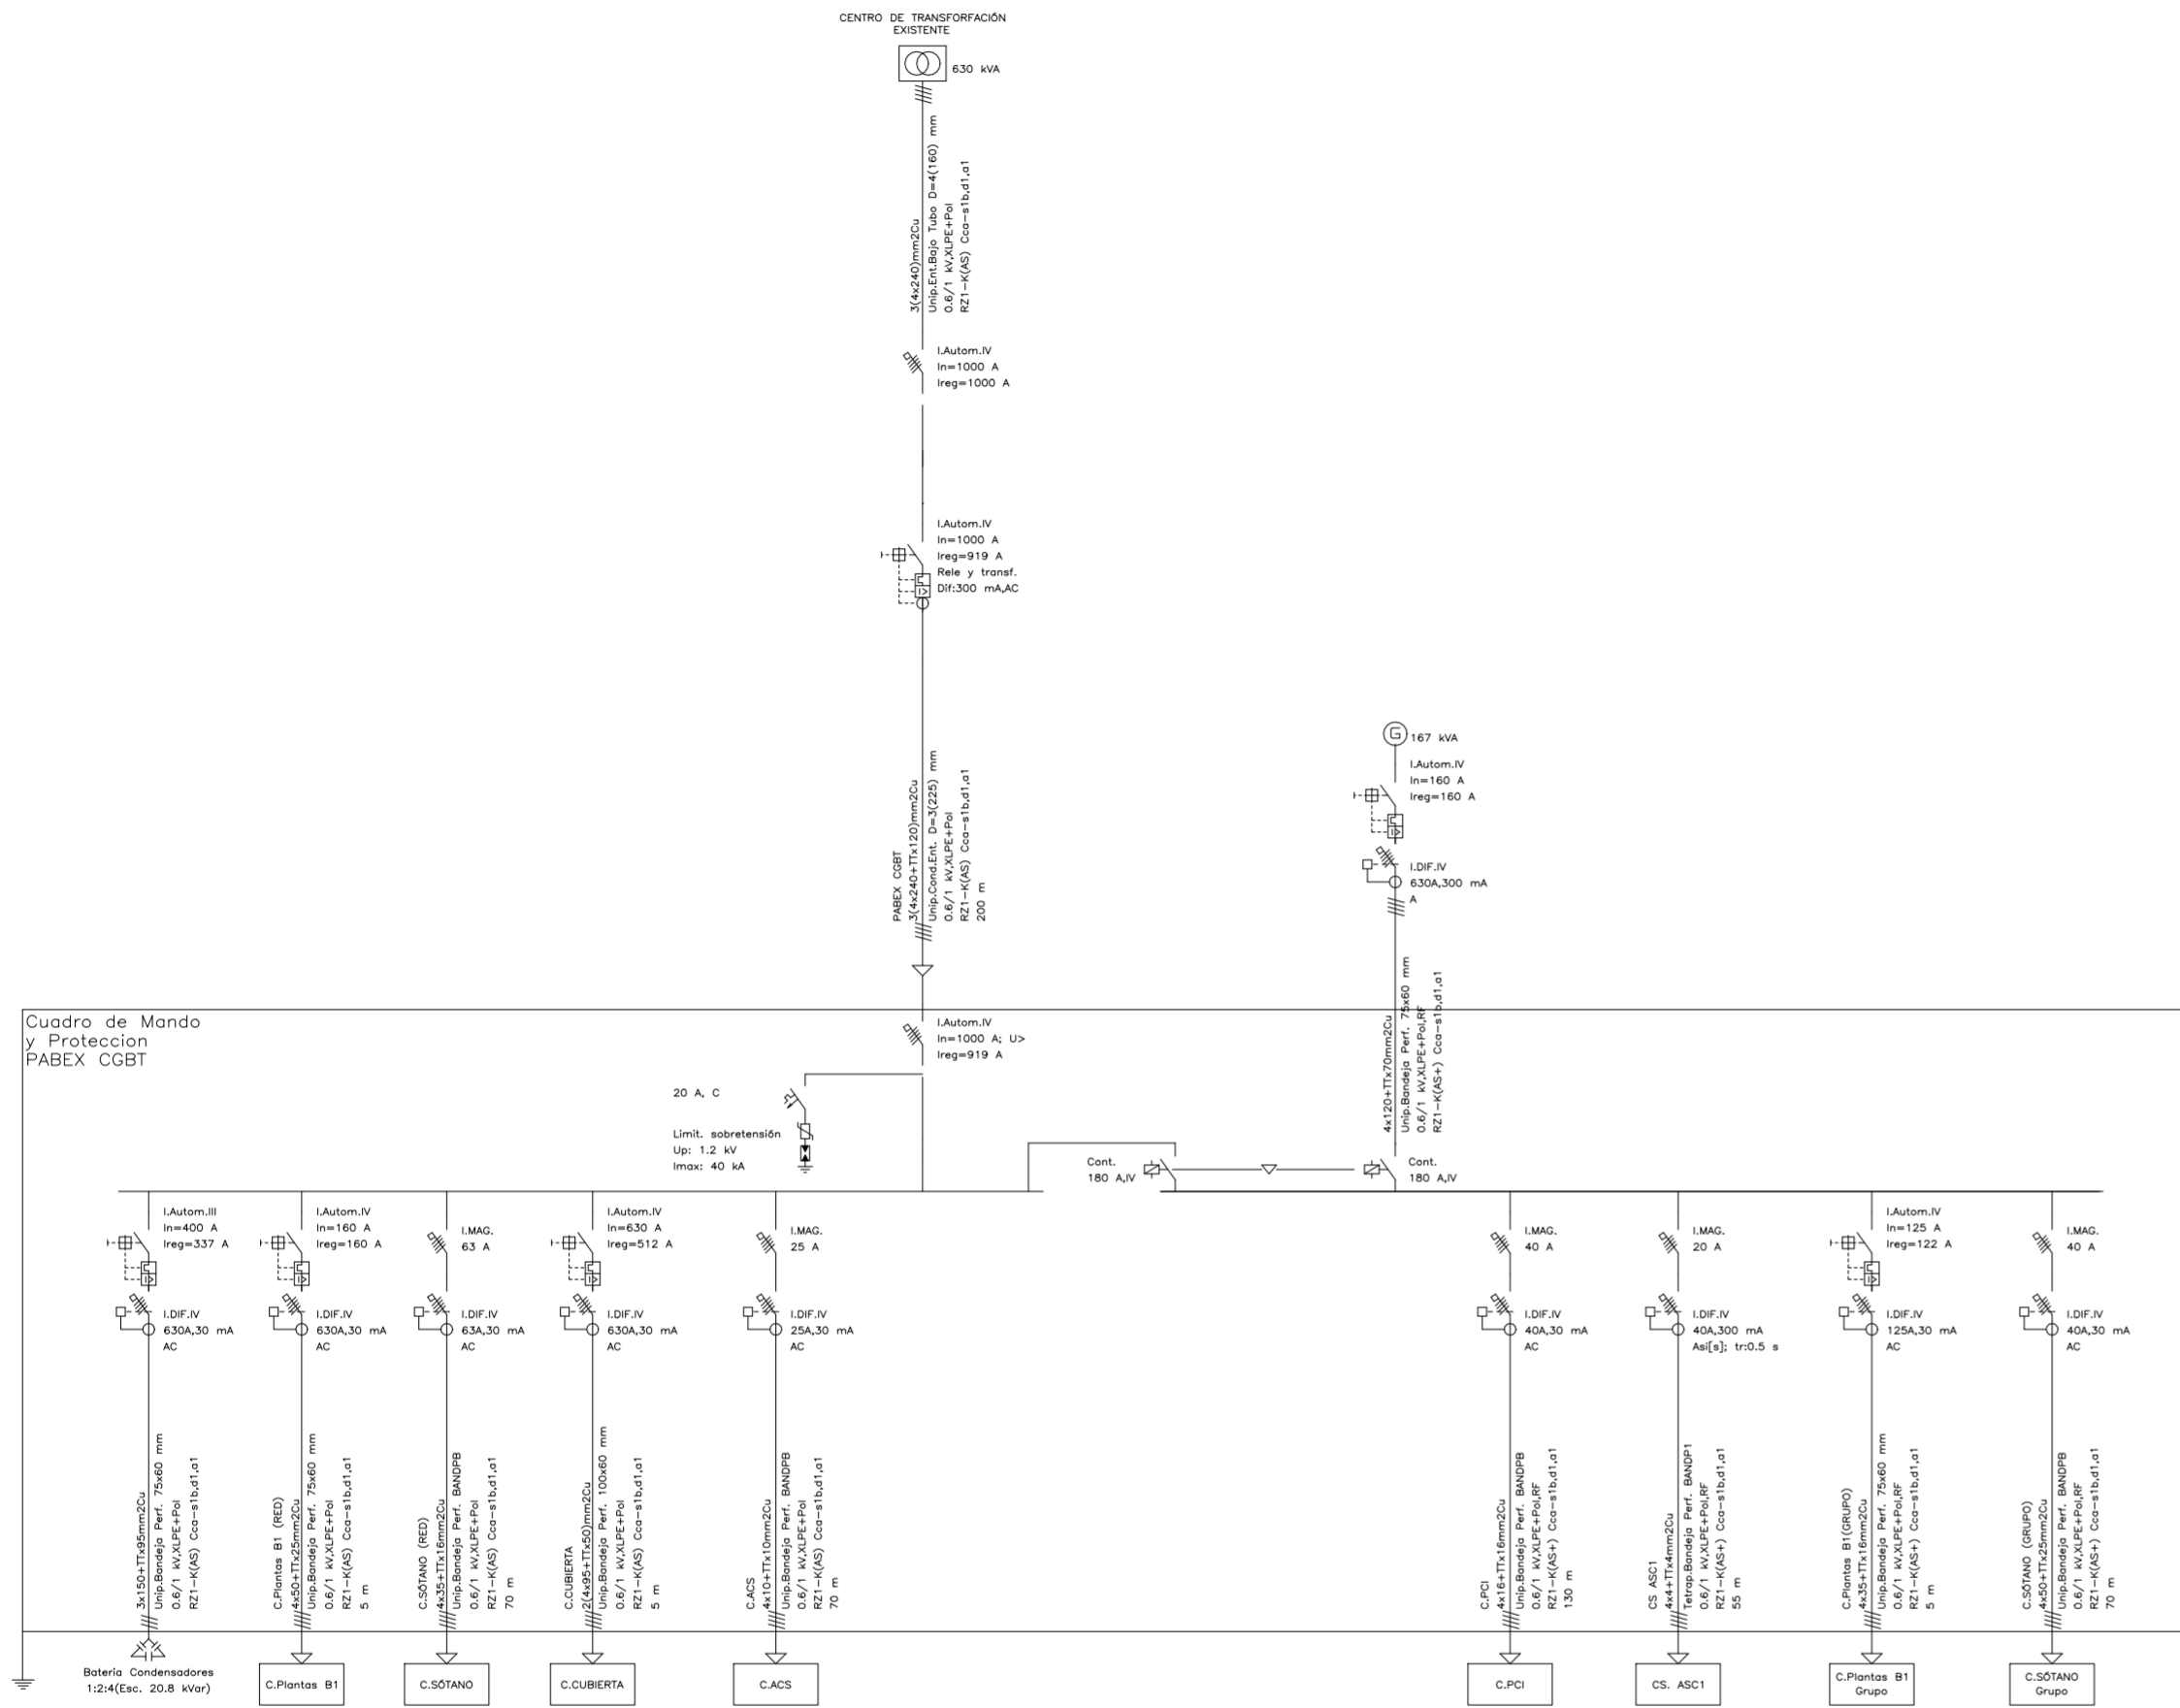 CENTRO DE TRANSFORFACIÓN
EXISTENTE
630 kVA
3(4x240)mm2Cu
Unip.Ent.Bajo Tubo D=4(160) mm
0.6/1 kV,XLPE+Pol
RZ1-K(AS) Cca-s1b,d1,a1
I.Autom.IV
In=1000 A
Ireg=1000 A
I.Autom.IV
In=1000 A
Ireg=919 A
Rele y transf.
Dif:300 mA,AC
PABEX CGBT
3(4x240+TTx120)mm2Cu
Unip.Cond.Ent. D=3(225) mm
0.6/1 kV,XLPE+Pol
RZ1-K(AS) Cca-s1b,d1,a1
200 m
G
167 kVA
I.Autom.IV
In=160 A
Ireg=160 A
I.DIF.IV
630A,300 mA
A
4x120+TTx70mm2Cu
Unip.Bandeja Perf. 75x60 mm
0.6/1 kV,XLPE+Pol,RF
RZ1-K(AS+) Cca-s1b,d1,a1
Cuadro de Mando
y Proteccion
PABEX CGBT
I.Autom.IV
In=1000 A; U>
Ireg=919 A
20 A, C
Limit. sobretensión
Up: 1.2 kV
Imax: 40 kA
Cont.
180 A,IV
Cont.
180 A,IV
I.Autom.III
In=400 A
Ireg=337 A
I.DIF.IV
630A,30 mA
AC
3x150+TTx95mm2Cu
Unip.Bandeja Perf. 75x60 mm
0.6/1 kV,XLPE+Pol
RZ1-K(AS) Cca-s1b,d1,a1
Bateria Condensadores
1:2:4(Esc. 20.8 kVar)
I.Autom.IV
In=160 A
Ireg=160 A
I.DIF.IV
630A,30 mA
AC
C.Plantas B1 (RED)
4x50+TTx25mm2Cu
Unip.Bandeja Perf. 75x60 mm
0.6/1 kV,XLPE+Pol
RZ1-K(AS) Cca-s1b,d1,a1
5 m
C.Plantas B1
I.MAG.
63 A
I.DIF.IV
63A,30 mA
AC
C.SÓTANO (RED)
4x35+TTx16mm2Cu
Unip.Bandeja Perf. BANDPB
0.6/1 kV,XLPE+Pol
RZ1-K(AS) Cca-s1b,d1,a1
70 m
C.SÓTANO
I.Autom.IV
In=630 A
Ireg=512 A
I.DIF.IV
630A,30 mA
AC
C.CUBIERTA
2(4x95+TTx50)mm2Cu
Unip.Bandeja Perf. 100x60 mm
0.6/1 kV,XLPE+Pol
RZ1-K(AS) Cca-s1b,d1,a1
5 m
C.CUBIERTA
I.MAG.
25 A
I.DIF.IV
25A,30 mA
AC
C.ACS
4x10+TTx10mm2Cu
Unip.Bandeja Perf. BANDPB
0.6/1 kV,XLPE+Pol
RZ1-K(AS) Cca-s1b,d1,a1
70 m
C.ACS
I.MAG.
40 A
I.DIF.IV
40A,30 mA
AC
C.PCI
4x16+TTx16mm2Cu
Unip.Bandeja Perf. BANDPB
0.6/1 kV,XLPE+Pol,RF
RZ1-K(AS+) Cca-s1b,d1,a1
130 m
C.PCI
I.MAG.
20 A
I.DIF.IV
40A,300 mA
Asi[s]; tr:0.5 s
CS ASC1
4x4+TTx4mm2Cu
Tetrap.Bandeja Perf. BANDP1
0.6/1 kV,XLPE+Pol,RF
RZ1-K(AS+) Cca-s1b,d1,a1
55 m
CS. ASC1
I.Autom.IV
In=125 A
Ireg=122 A
I.DIF.IV
125A,30 mA
AC
C.Plantas B1(GRUPO)
4x35+TTx16mm2Cu
Unip.Bandeja Perf. 75x60 mm
0.6/1 kV,XLPE+Pol,RF
RZ1-K(AS+) Cca-s1b,d1,a1
5 m
C.Plantas B1
Grupo
I.MAG.
40 A
I.DIF.IV
40A,30 mA
AC
C.SÓTANO (GRUPO)
4x50+TTx25mm2Cu
Unip.Bandeja Perf. BANDPB
0.6/1 kV,XLPE+Pol,RF
RZ1-K(AS+) Cca-s1b,d1,a1
70 m
C.SÓTANO
Grupo